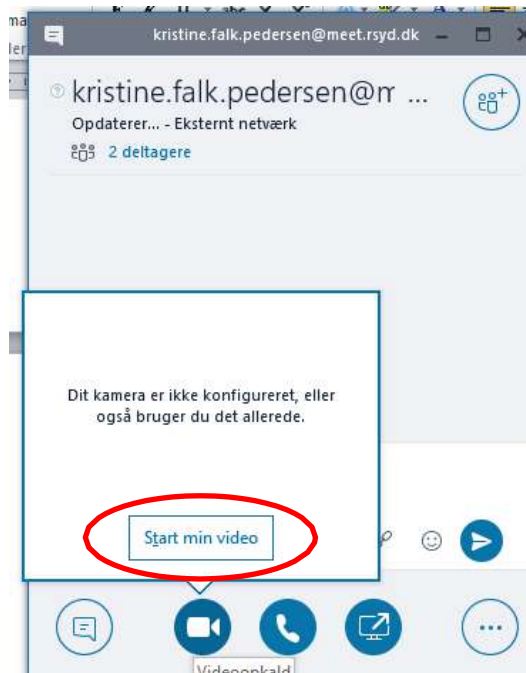 kristine.falk.pedersen@meet.rsyd.dk
kristine.falk.pedersen@m ...
Opdaterer... - Eksternt netværk
2 deltagere
Dit kamera er ikke konfigureret, eller
også bruger du det allerede.
Start min video
Videoopkald